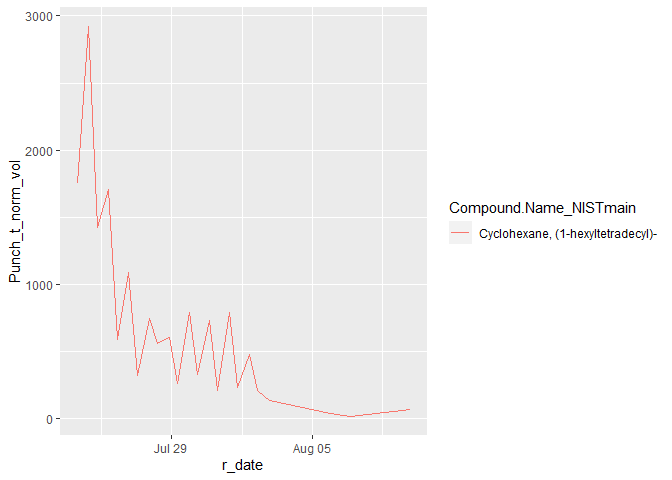 3000
2000
1000
0
Punch_t_norm_vol
Jul 29
Aug 05
r_date
Compound.Name_NISTmain
Cyclohexane, (1-hexyltetradecyl)-